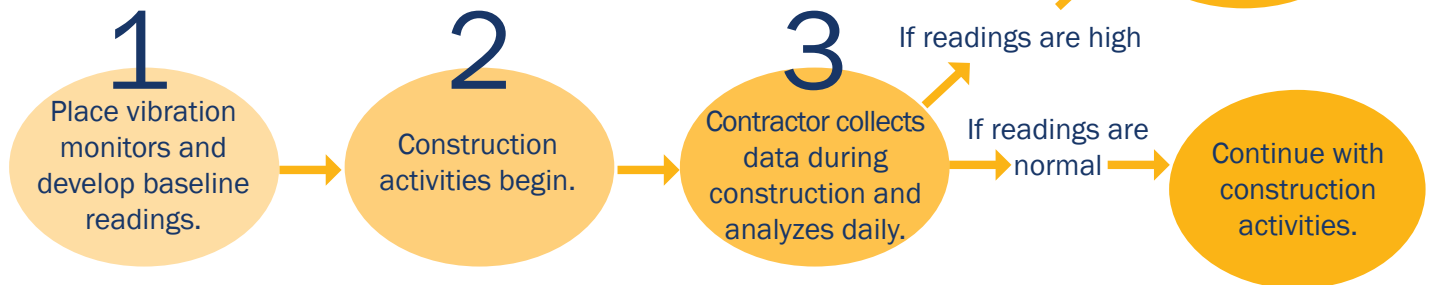 1
Place vibration
monitors and
develop baseline
readings.
2
Construction
activities begin.
3
Contractor collects
data during
construction and
analyzes daily.
If readings are high
If readings are
normal
Continue with
construction
activities.